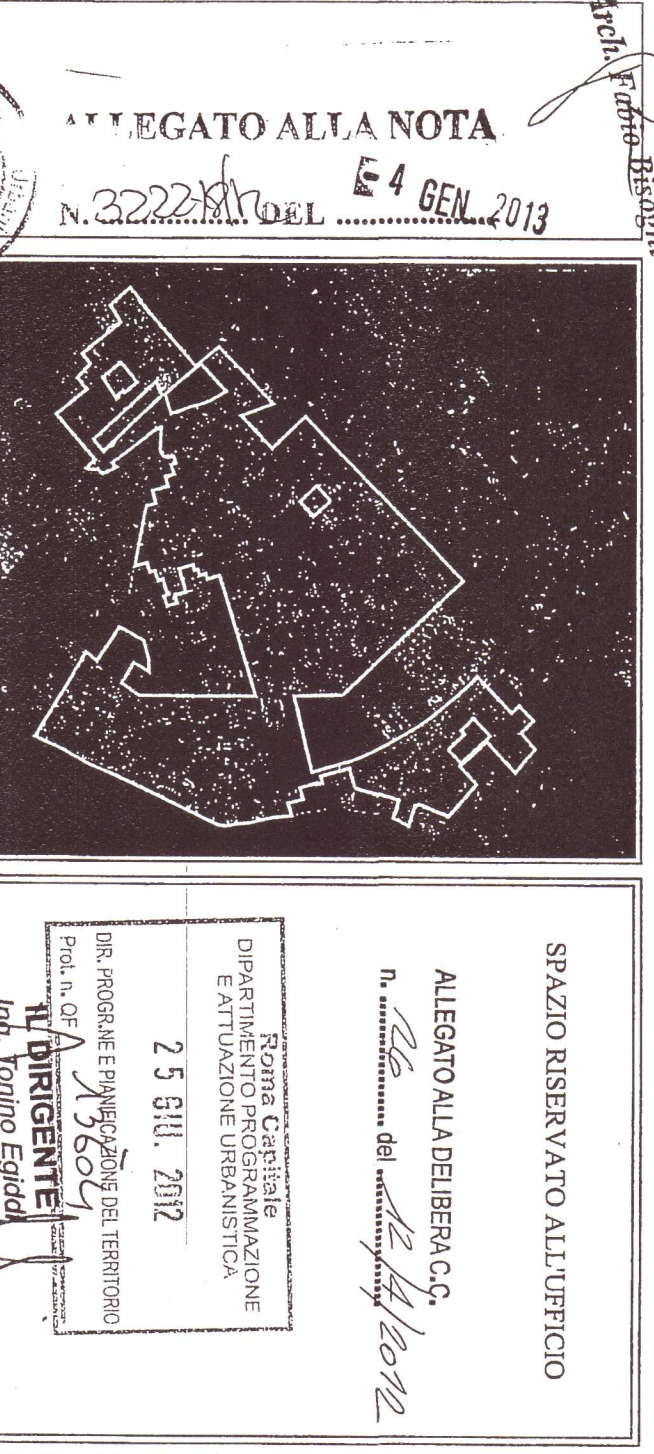 Arch. Fabio Bisogni
ALLEGATO ALLA NOTA
N. DEL - 4 GEN 2013
SPAZIO RISERVATO ALL'UFFICIO
ALLEGATO ALLA DELIBERA C.C.
n. 26 del 12/4/2012
Roma Capitale
DIPARTIMENTO PROGRAMMAZIONE
E ATTUAZIONE URBANISTICA
25 GIU. 2012
DIR. PROGR.NE E PIANIFICAZIONE DEL TERRITORIO
Prot. n. QF 13604
IL DIRIGENTE
Ing. Tonino Egiddi